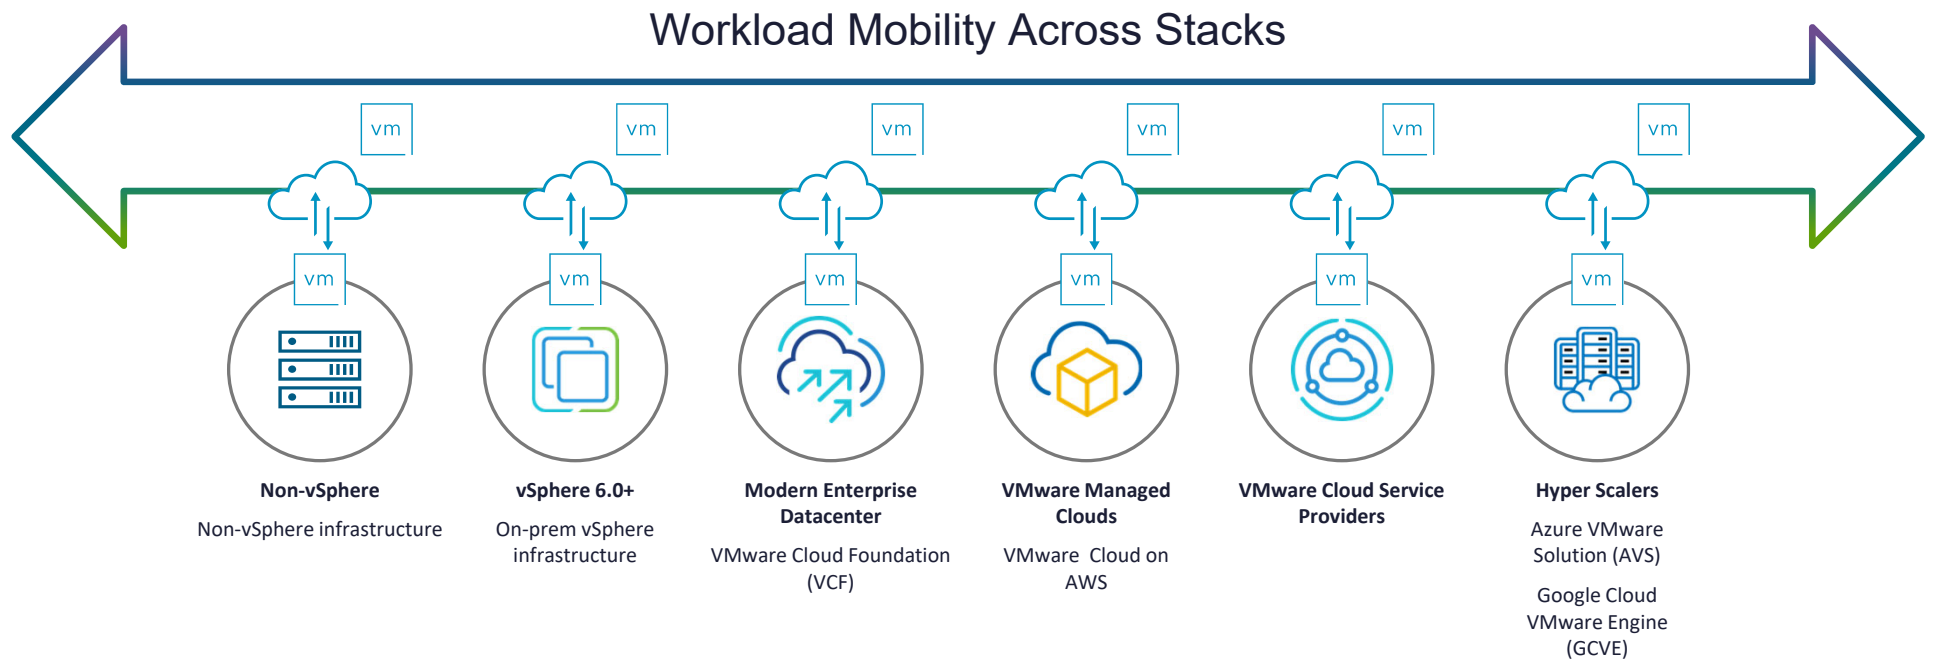 Workload Mobility Across Stacks
vm
vm
vm
vm
vm
vm
vm
vm
vm
vm
vm
vm
Non-vSphere
Non-vSphere infrastructure
vSphere 6.0+
On-prem vSphere
infrastructure
Modern Enterprise
Datacenter
VMware Cloud Foundation
(VCF)
VMware Managed
Clouds
VMware  Cloud on
AWS
VMware Cloud Service
Providers
Hyper Scalers
Azure VMware
Solution (AVS)
Google Cloud
VMware Engine
(GCVE)